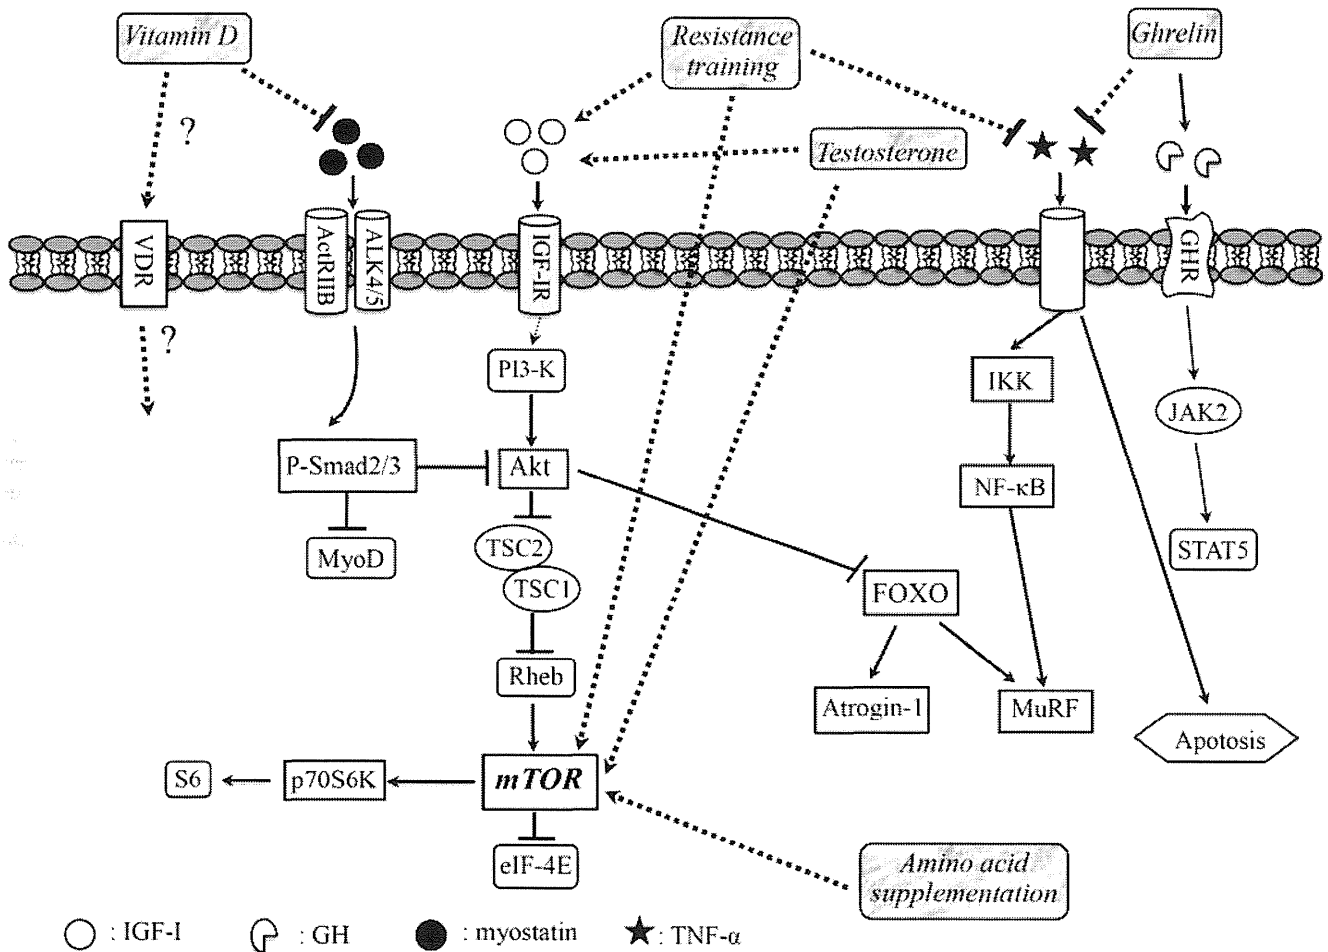 Vitamin D
Resistance
training
Ghrelin
?
Testosterone
VDR
ActRIIB
ALK4/5
IGF-IR
GHR
?
PI3-K
IKK
JAK2
P-Smad2/3
Akt
NF-κB
MyoD
TSC2
STAT5
TSC1
FOXO
Rheb
Atrogin-1
MuRF
Apotosis
S6
p70S6K
mTOR
eIF-4E
Amino acid
supplementation
: IGF-I
: GH
: myostatin
: TNF-α